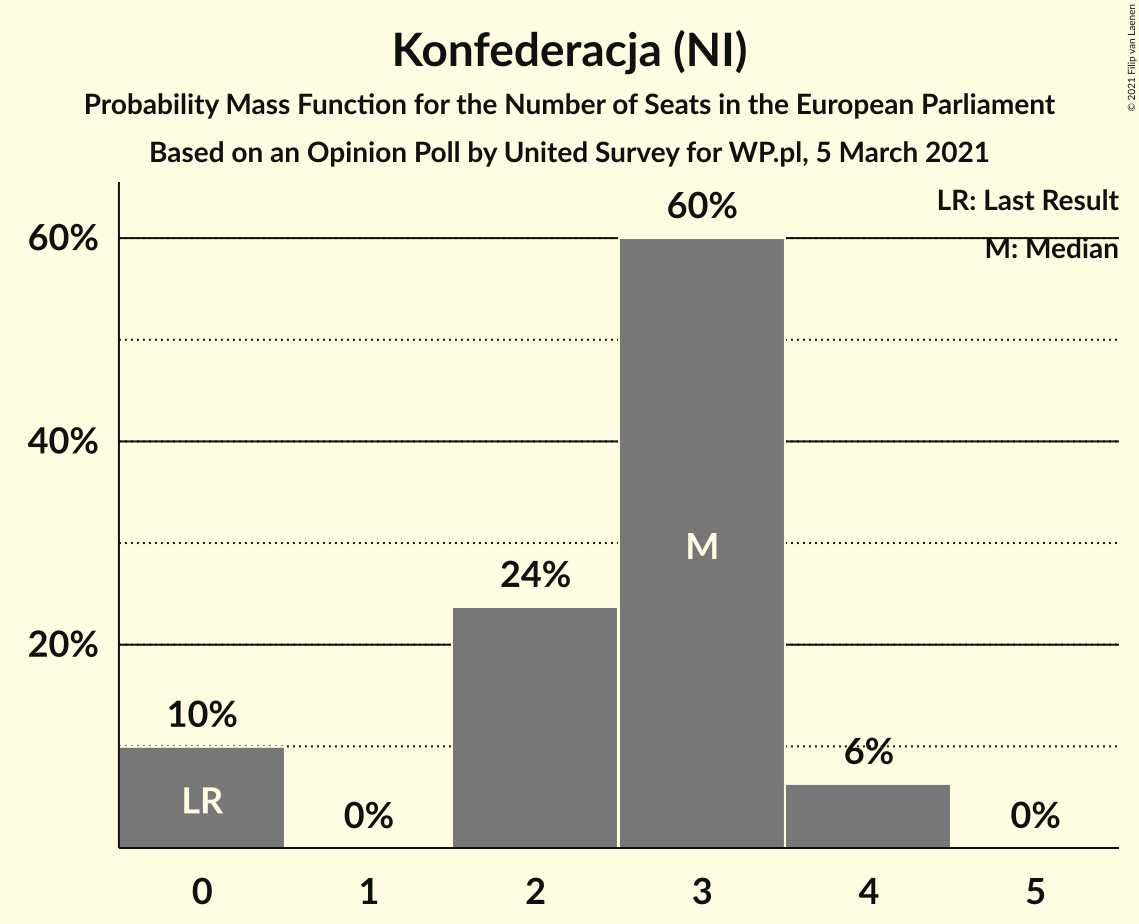 Konfederacja (NI)
Probability Mass Function for the Number of Seats in the European Parliament
Based on an Opinion Poll by United Survey for WP.pl, 5 March 2021
© 2021 Filip van Laenen
LR: Last Result
M: Median
60%
40%
20%
10%
0%
24%
60%
6%
0%
LR
M
0 1 2 3 4 5